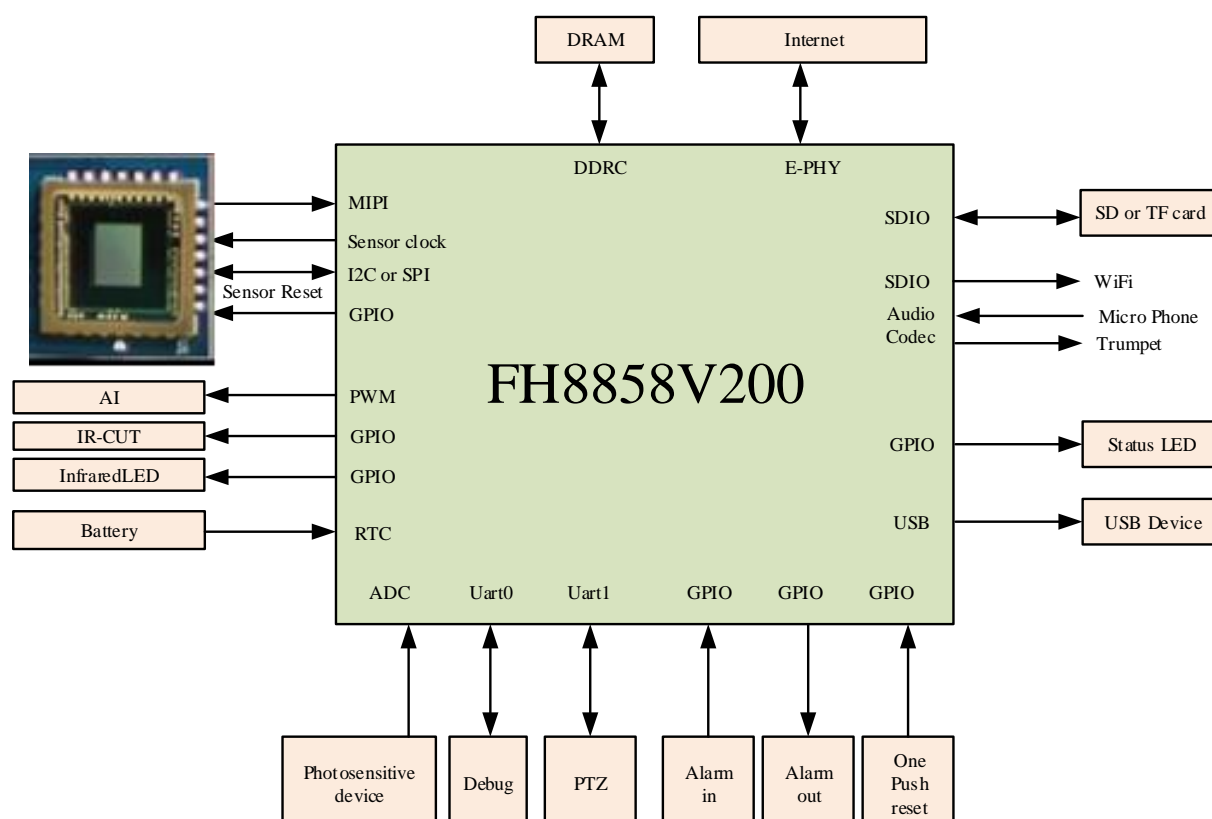 DRAM
Internet
DDRC
E-PHY
MIPI
Sensor clock
I2C or SPI
Sensor Reset
GPIO
SDIO
SD or TF card
SDIO
WiFi
Audio
Codec
Micro Phone
Trumpet
FH8858V200
AI
PWM
IR-CUT
GPIO
InfraredLED
GPIO
Battery
RTC
GPIO
Status LED
USB
USB Device
ADC
Uart0
Uart1
GPIO
GPIO
GPIO
Photosensitive
device
Debug
PTZ
Alarm
in
Alarm
out
One
Push
reset